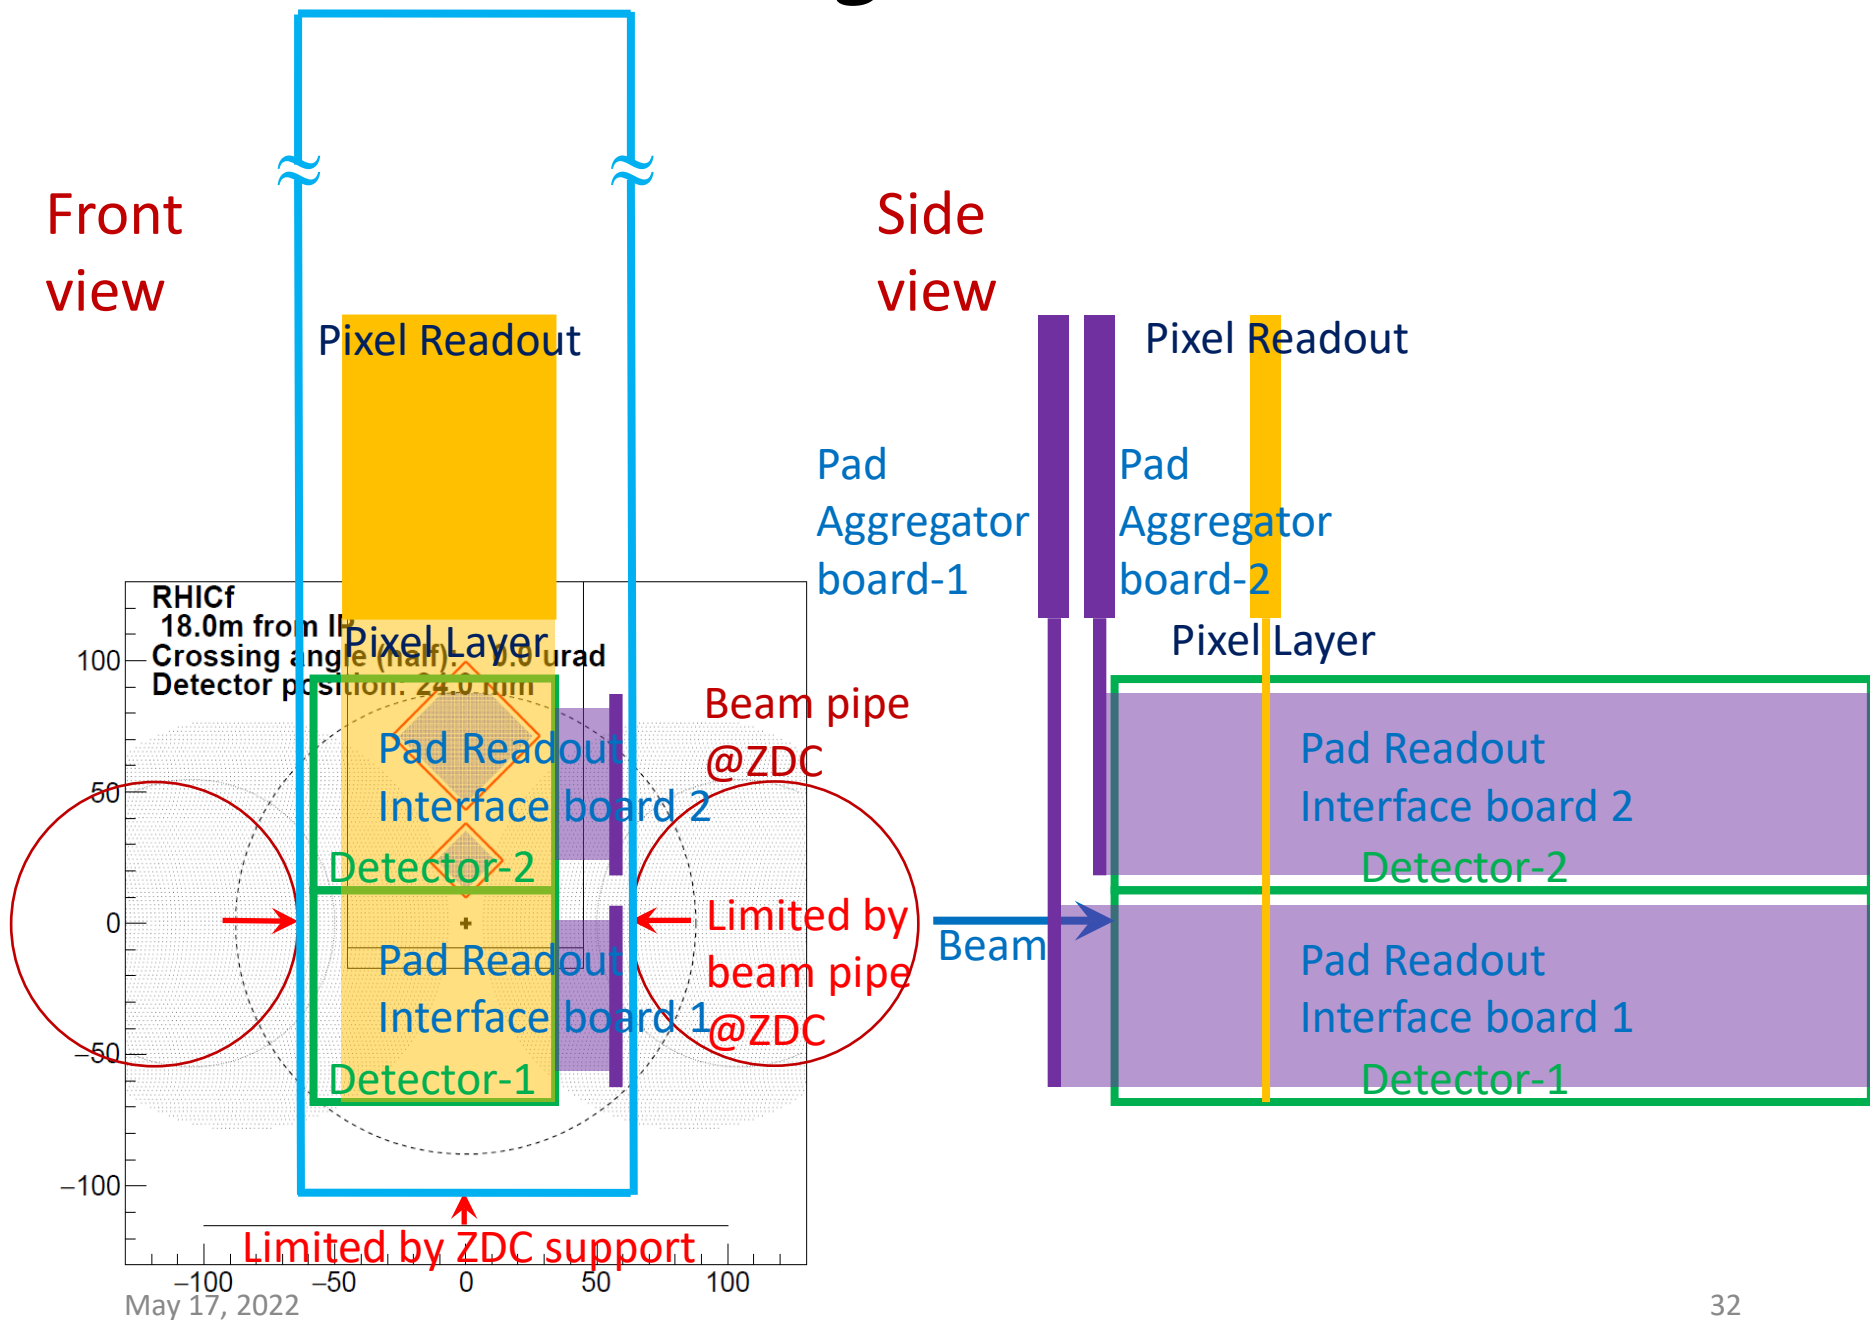 Front
view
Side
view
Pixel Readout
Pixel Readout
Pad
Aggregator
board-1
Pad
Aggregator
board-2
RHICf
18.0m from IP
Crossing angle (half): 0.0 urad
Detector position: 24.0 mm
Pixel Layer
Pixel Layer
Beam pipe
@ZDC
Pad Readout
Interface board 2
Detector-2
Pad Readout
Interface board 2
Detector-2
Limited by
beam pipe
@ZDC
Beam
Pad Readout
Interface board 1
Detector-1
Pad Readout
Interface board 1
Detector-1
100
50
0
−50
−100
Limited by ZDC support
−100 −50 0 50 100
May 17, 2022
32